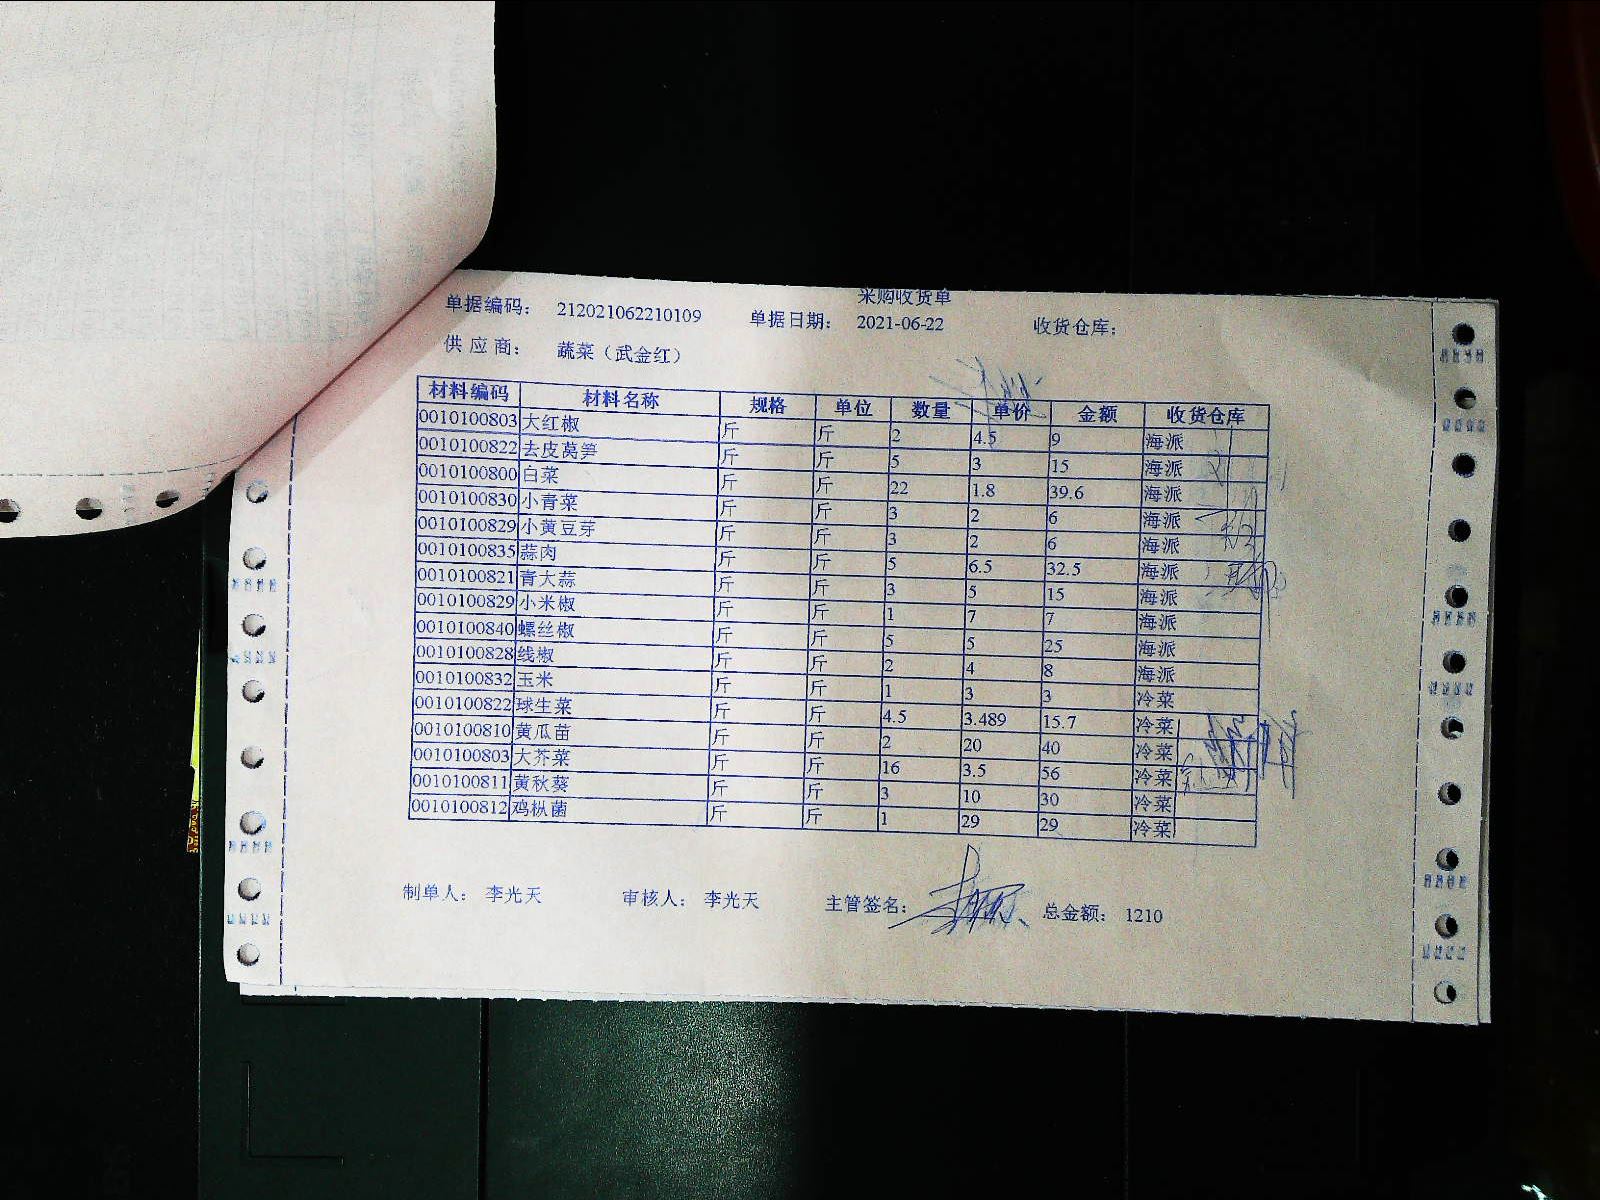 采购收货单
单据编码： 212021062210109 单据日期： 2021-06-22 收货仓库：
供应商： 蔬菜（武金红）
材料编码 材料名称 规格 单位 数量 单价 金额 收货仓库
0010100803 大红椒 斤 斤 2 4.5 9 海派
0010100822 去皮莴笋 斤 斤 5 3 15 海派
0010100800 白菜 斤 斤 22 1.8 39.6 海派
0010100830 小青菜 斤 斤 3 2 6 海派
0010100829 小黄豆芽 斤 斤 3 2 6 海派
0010100835 蒜肉 斤 斤 5 6.5 32.5 海派
0010100821 青大蒜 斤 斤 3 5 15 海派
0010100829 小米椒 斤 斤 1 7 7 海派
0010100840 螺丝椒 斤 斤 5 5 25 海派
0010100828 线椒 斤 斤 2 4 8 海派
0010100832 玉米 斤 斤 1 3 3 冷菜
0010100822 球生菜 斤 斤 4.5 3.489 15.7 冷菜
0010100810 黄瓜苗 斤 斤 2 20 40 冷菜
0010100803 大芥菜 斤 斤 16 3.5 56 冷菜
0010100811 黄秋葵 斤 斤 3 10 30 冷菜
0010100812 鸡枞菌 斤 斤 1 29 29 冷菜
制单人： 李光天 审核人： 李光天 主管签名： 总金额： 1210